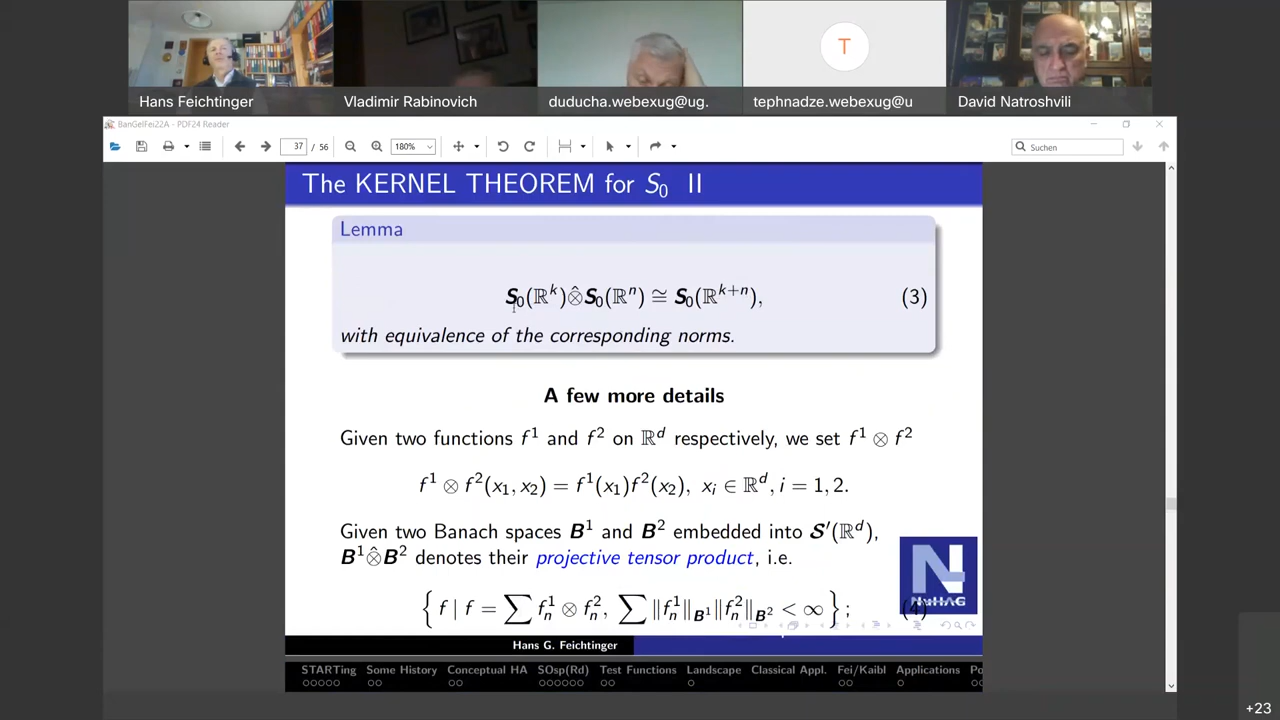 T
Hans Feichtinger
Vladimir Rabinovich
duducha.webexug@ug.
tephnadze.webexug@u
David Natroshvili
BanGelFei22A - PDF24 Reader
37 / 56
180%
Suchen
The KERNEL THEOREM for S₀ II
Lemma
S₀(ℝᵏ)⊗̂S₀(ℝⁿ) ≅ S₀(ℝᵏ⁺ⁿ), (3)
with equivalence of the corresponding norms.
A few more details
Given two functions f¹ and f² on ℝᵈ respectively, we set f¹ ⊗ f²
f¹ ⊗ f²(x₁, x₂) = f¹(x₁)f²(x₂), xᵢ ∈ ℝᵈ, i = 1, 2.
Given two Banach spaces B¹ and B² embedded into S′(ℝᵈ),
B¹⊗̂B² denotes their projective tensor product, i.e.
{ f | f = ∑ fₙ¹ ⊗ fₙ², ∑ ‖fₙ¹‖_B¹ ‖fₙ²‖_B² < ∞ } ; (4)
NuHAG
Hans G. Feichtinger
STARTing Some History Conceptual HA SOsp(Rd) Test Functions Landscape Classical Appl. Fei/Kaibl Applications Po
+23